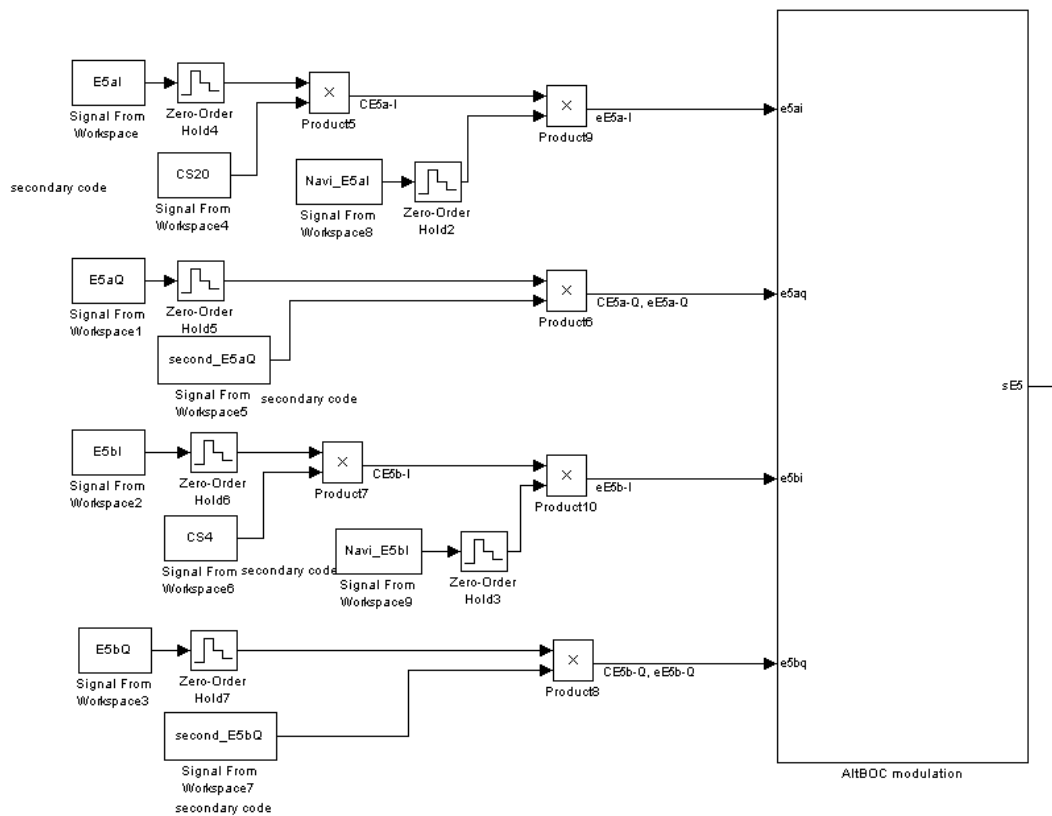 E5aI
Signal From
Workspace
Zero-Order
Hold4
×
Product5
CE5a-I
×
Product9
eE5a-I
e5ai
secondary code
CS20
Signal From
Workspace4
Navi_E5aI
Signal From
Workspace8
Zero-Order
Hold2
E5aQ
Signal From
Workspace1
Zero-Order
Hold5
×
Product6
CE5a-Q, eE5a-Q
e5aq
second_E5aQ
Signal From
Workspace5
secondary code
sE5
E5bI
Signal From
Workspace2
Zero-Order
Hold6
×
Product7
CE5b-I
×
Product10
eE5b-I
e5bi
CS4
Signal From
Workspace6
secondary code
Navi_E5bI
Signal From
Workspace9
Zero-Order
Hold3
E5bQ
Signal From
Workspace3
Zero-Order
Hold7
×
Product8
CE5b-Q, eE5b-Q
e5bq
second_E5bQ
Signal From
Workspace7
secondary code
AltBOC modulation